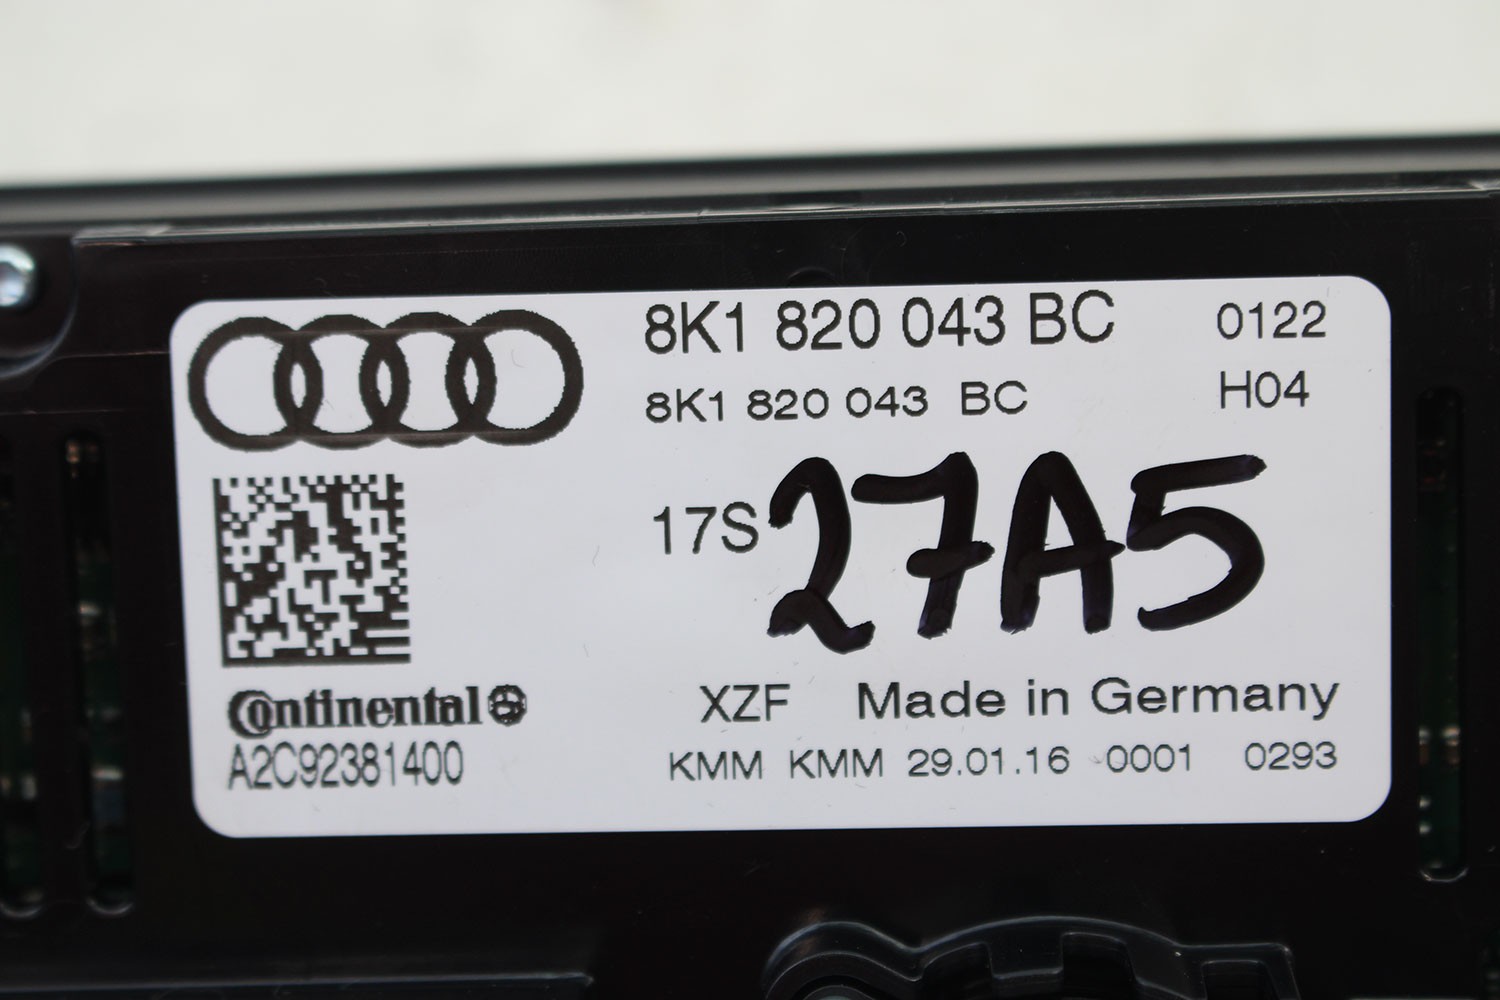 8K1 820 043 BC 0122
8K1 820 043 BC H04
17S 27A5
Continental
A2C92381400
XZF Made in Germany
KMM KMM 29.01.16 0001 0293